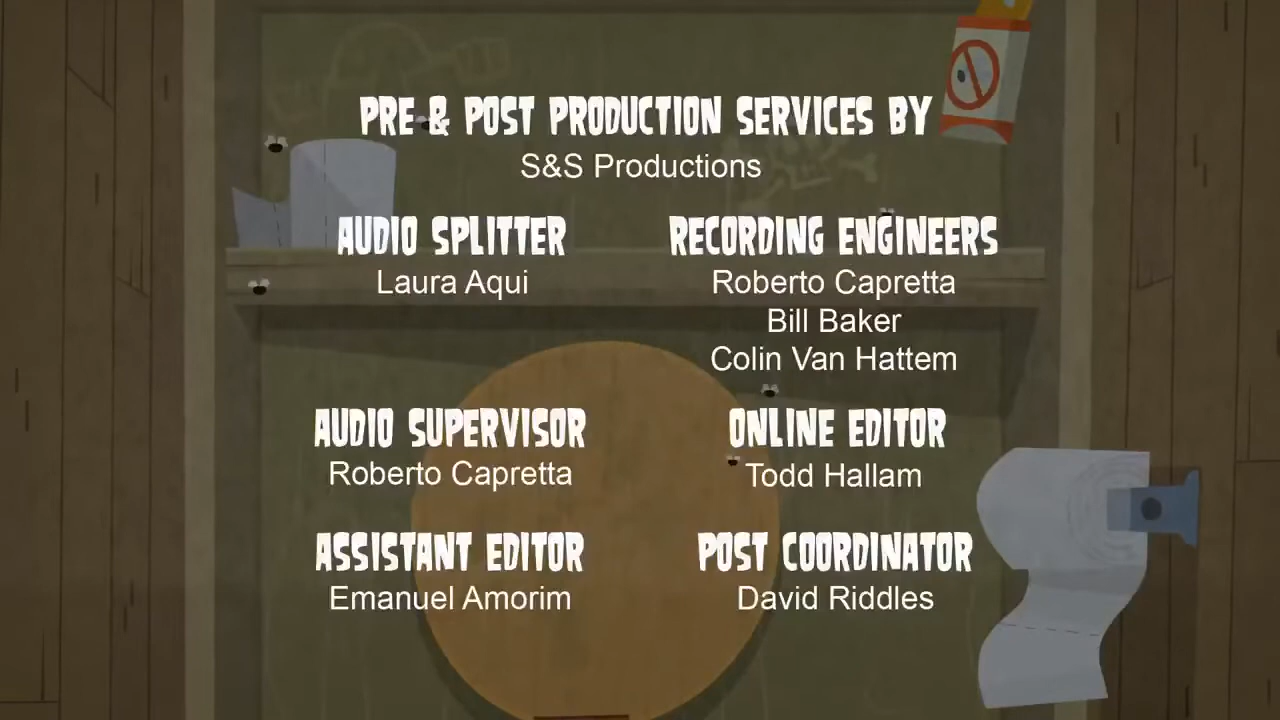 PRE & POST PRODUCTION SERVICES BY
S&S Productions
AUDIO SPLITTER
Laura Aqui
RECORDING ENGINEERS
Roberto Capretta
Bill Baker
Colin Van Hattem
AUDIO SUPERVISOR
Roberto Capretta
ONLINE EDITOR
Todd Hallam
ASSISTANT EDITOR
Emanuel Amorim
POST COORDINATOR
David Riddles